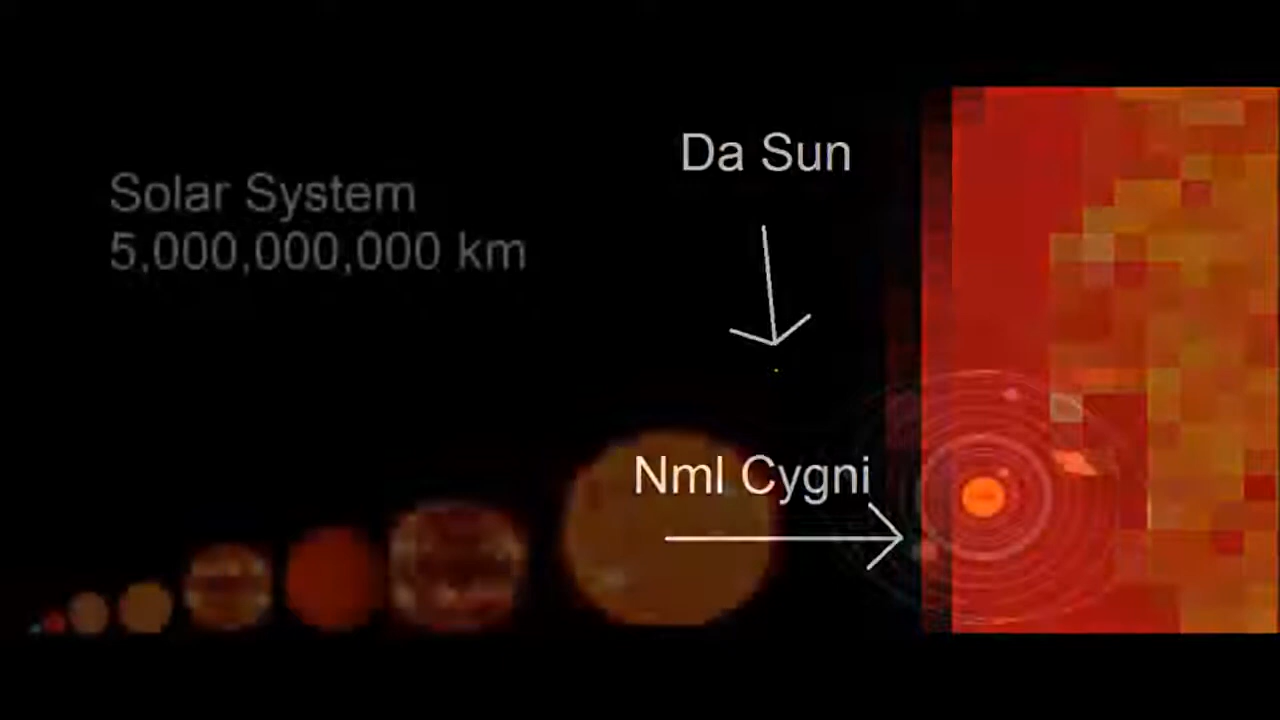 Da Sun
Solar System
5,000,000,000 km
Nml Cygni